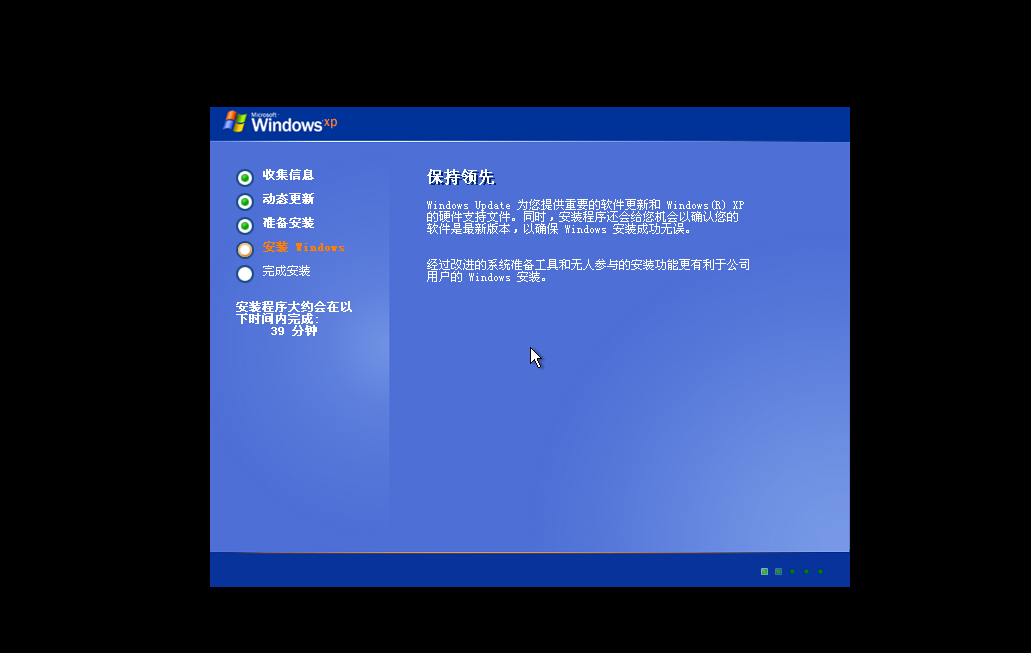 Microsoft
Windows xp
收集信息
动态更新
准备安装
安装 Windows
完成安装
安装程序大约会在以
下时间内完成:
39 分钟
保持领先
Windows Update 为您提供重要的软件更新和 Windows(R) XP
的硬件支持文件。同时，安装程序还会给您机会以确认您的
软件是最新版本，以确保 Windows 安装成功无误。
经过改进的系统准备工具和无人参与的安装功能更有利于公司
用户的 Windows 安装。